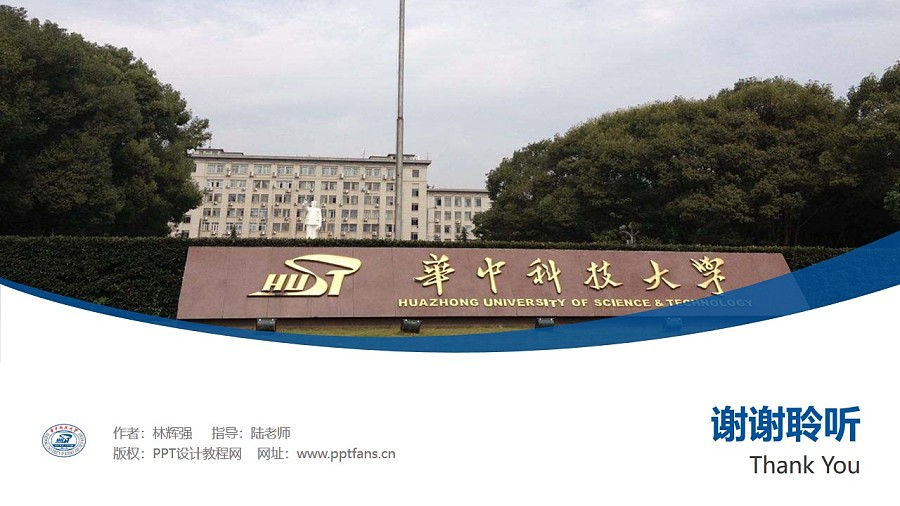 HUST 華中科技大学
HUAZHONG UNIVERSITY OF SCIENCE & TECHNOLOGY
谢谢聆听
Thank You
作者：林辉强 指导：陆老师
版权：PPT设计教程网 网址：www.pptfans.cn